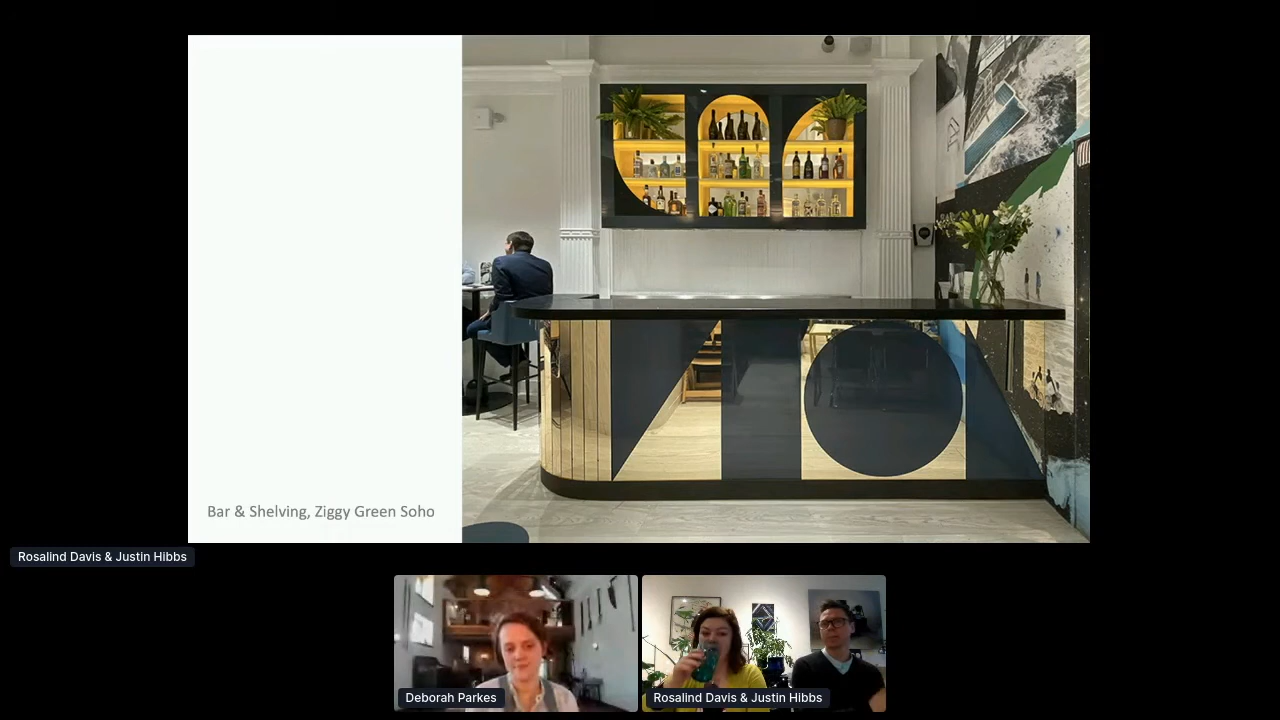 Bar & Shelving, Ziggy Green Soho
Rosalind Davis & Justin Hibbs
Deborah Parkes
Rosalind Davis & Justin Hibbs